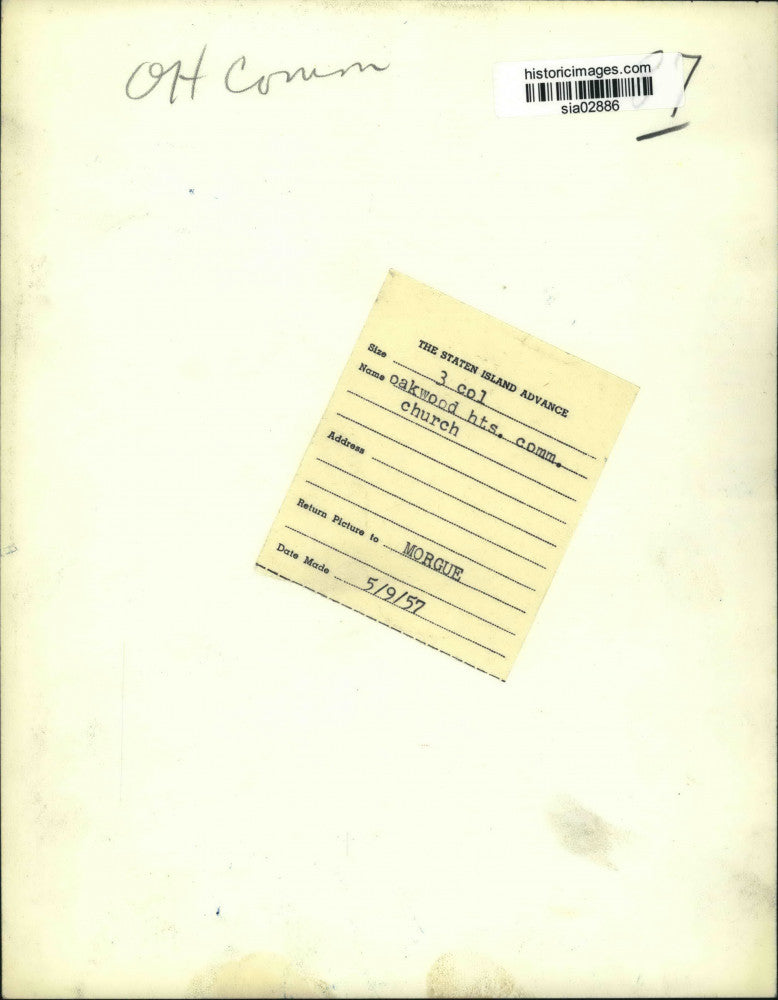 OH Comm
historicimages.com
sia02886
7
THE STATEN ISLAND ADVANCE
Size 3 col
Name oakwood hts. comm.
church
Address
Return Picture to MORGUE
Date Made 5/9/57